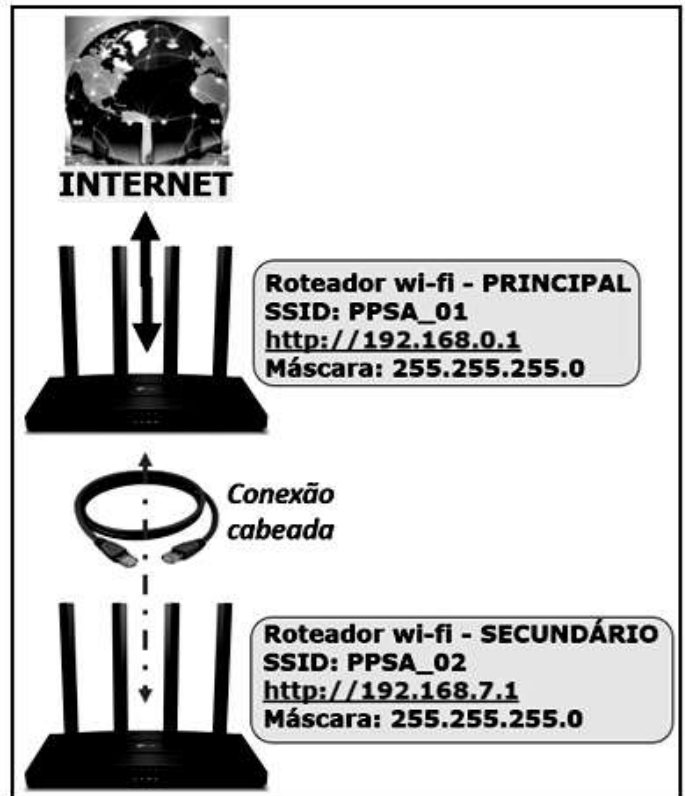 INTERNET
Roteador wi-fi - PRINCIPAL
SSID: PPSA_01
http://192.168.0.1
Máscara: 255.255.255.0
Conexão
cabeada
Roteador wi-fi - SECUNDÁRIO
SSID: PPSA_02
http://192.168.7.1
Máscara: 255.255.255.0